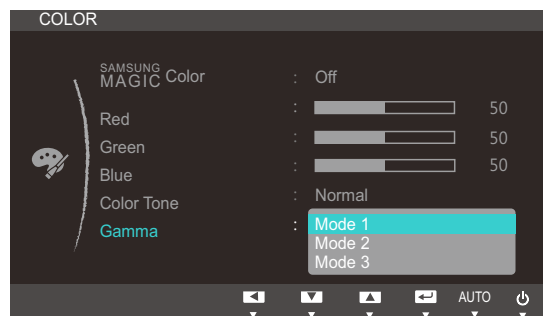 COLOR
SAMSUNG
MAGIC Color : Off
Red : 50
Green : 50
Blue : 50
Color Tone : Normal
Gamma : Mode 1
Mode 2
Mode 3
AUTO